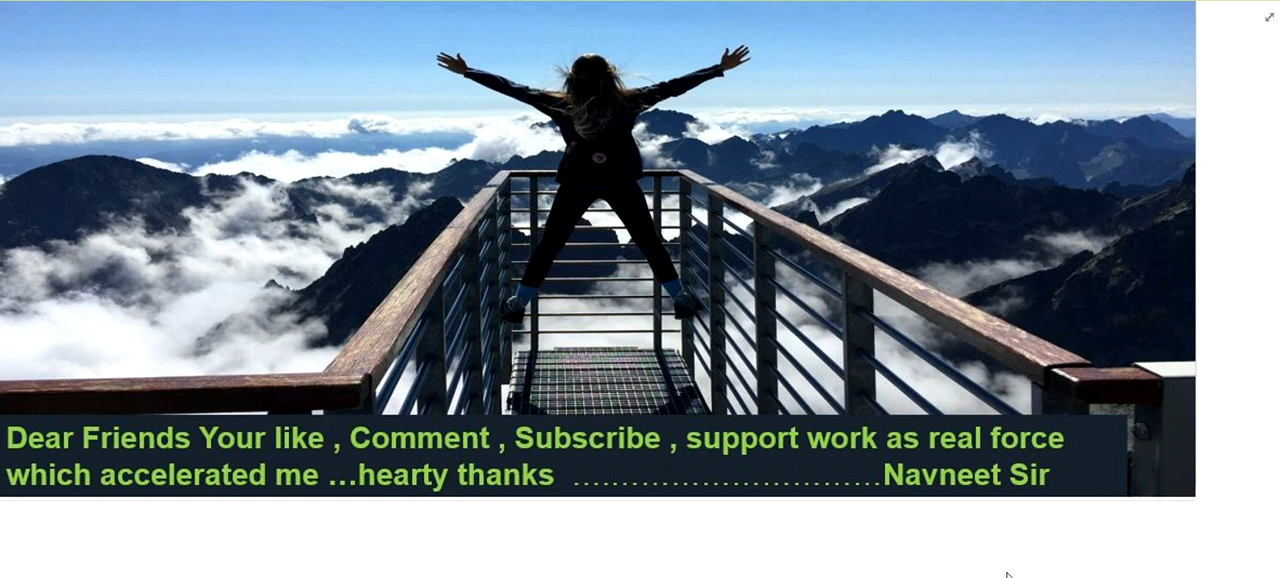 Dear Friends Your like , Comment , Subscribe , support work as real force
which accelerated me ...hearty thanks ................................Navneet Sir